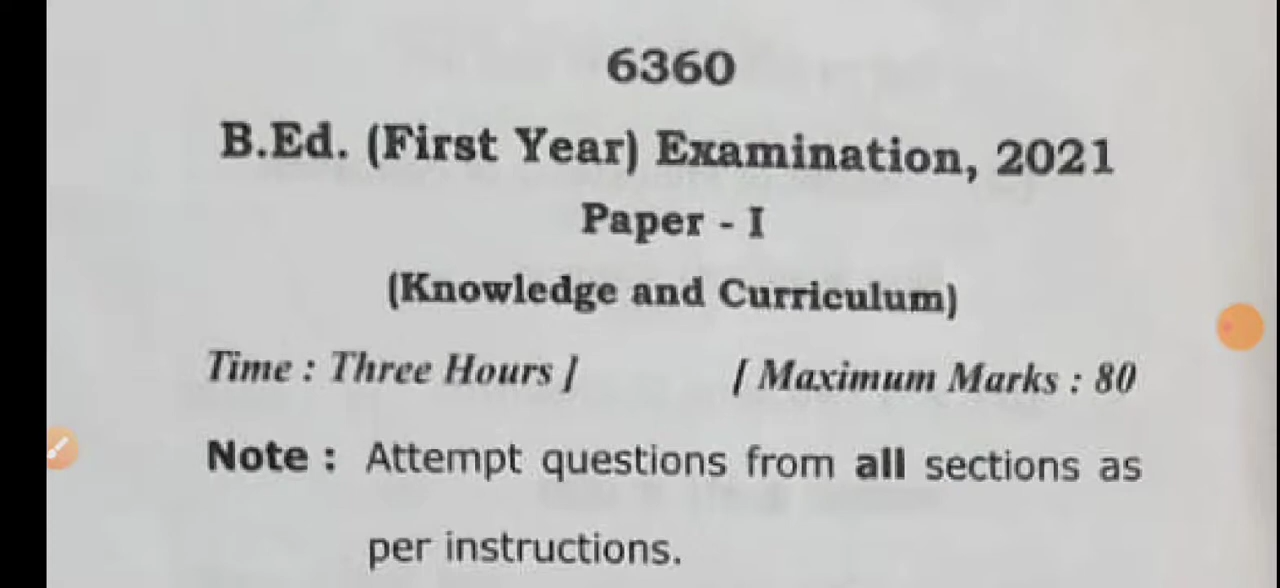 6360
B.Ed. (First Year) Examination, 2021
Paper - I
(Knowledge and Curriculum)
Time : Three Hours ] [ Maximum Marks : 80
Note : Attempt questions from all sections as
per instructions.